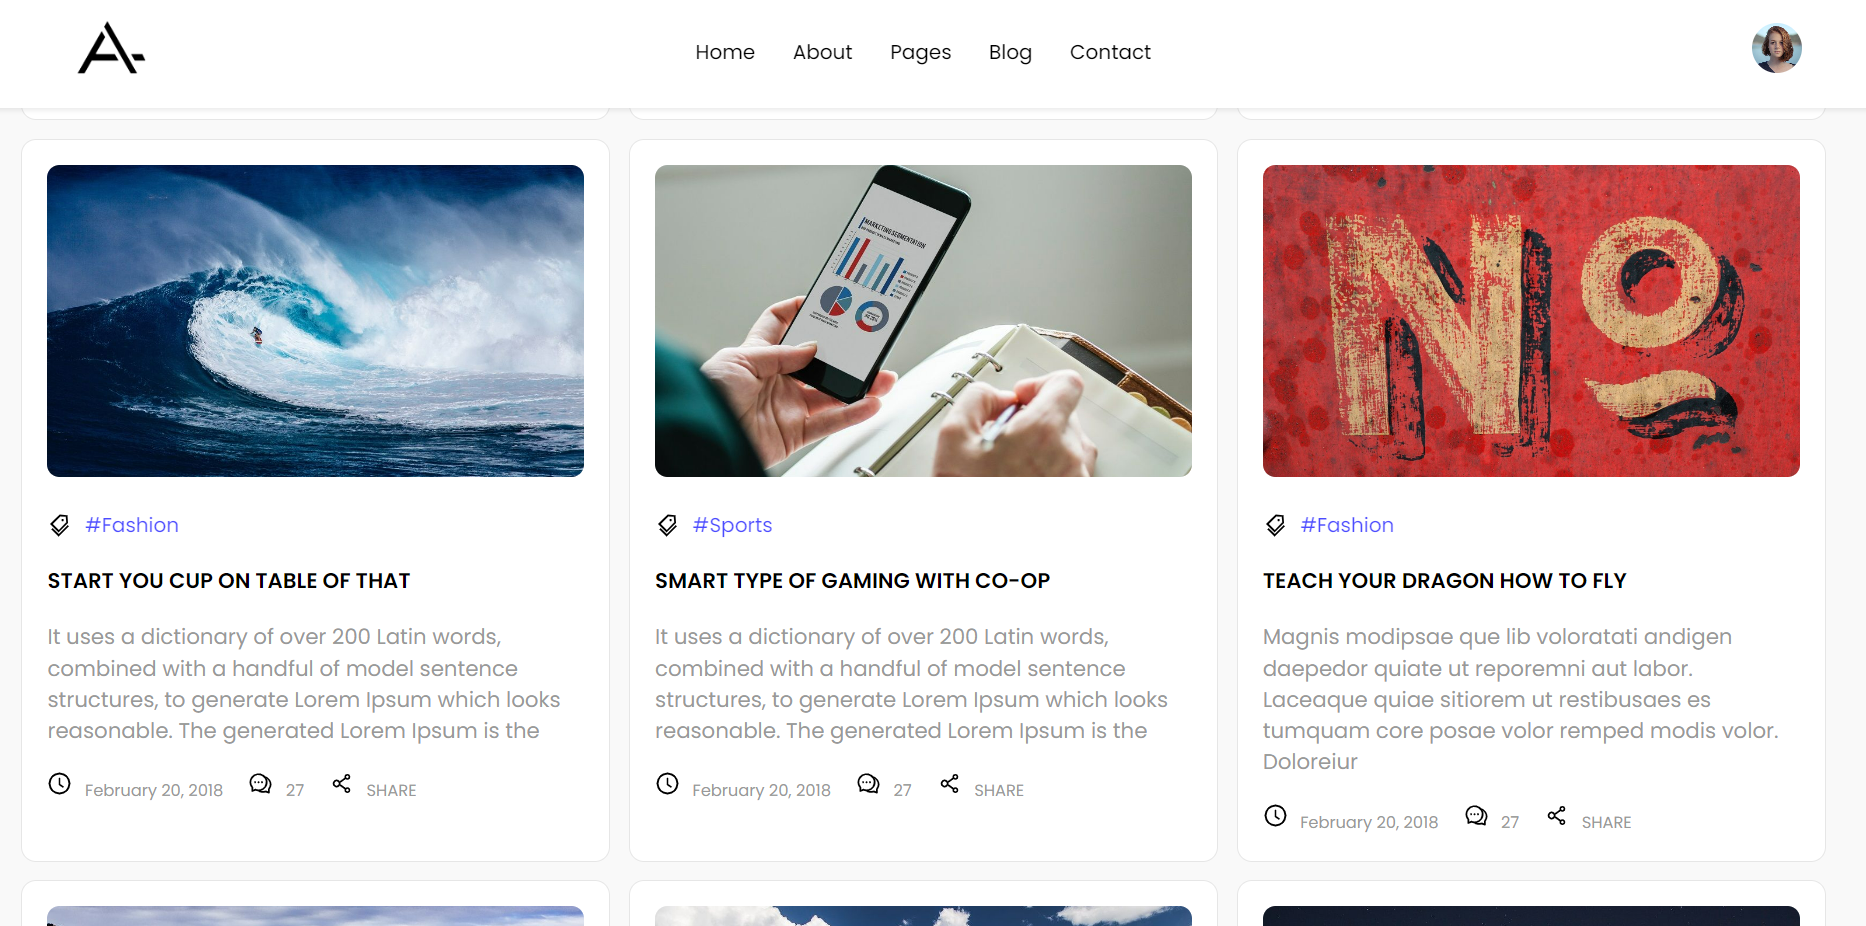 Home About Pages Blog Contact
MARKETING SEGMENTATION
No
#Fashion
START YOU CUP ON TABLE OF THAT
It uses a dictionary of over 200 Latin words,
combined with a handful of model sentence
structures, to generate Lorem Ipsum which looks
reasonable. The generated Lorem Ipsum is the
February 20, 2018 27 SHARE
#Sports
SMART TYPE OF GAMING WITH CO-OP
It uses a dictionary of over 200 Latin words,
combined with a handful of model sentence
structures, to generate Lorem Ipsum which looks
reasonable. The generated Lorem Ipsum is the
February 20, 2018 27 SHARE
#Fashion
TEACH YOUR DRAGON HOW TO FLY
Magnis modipsae que lib voloratati andigen
daepedor quiate ut reporemni aut labor.
Laceaque quiae sitiorem ut restibusaes es
tumquam core posae volor remped modis volor.
Doloreiur
February 20, 2018 27 SHARE